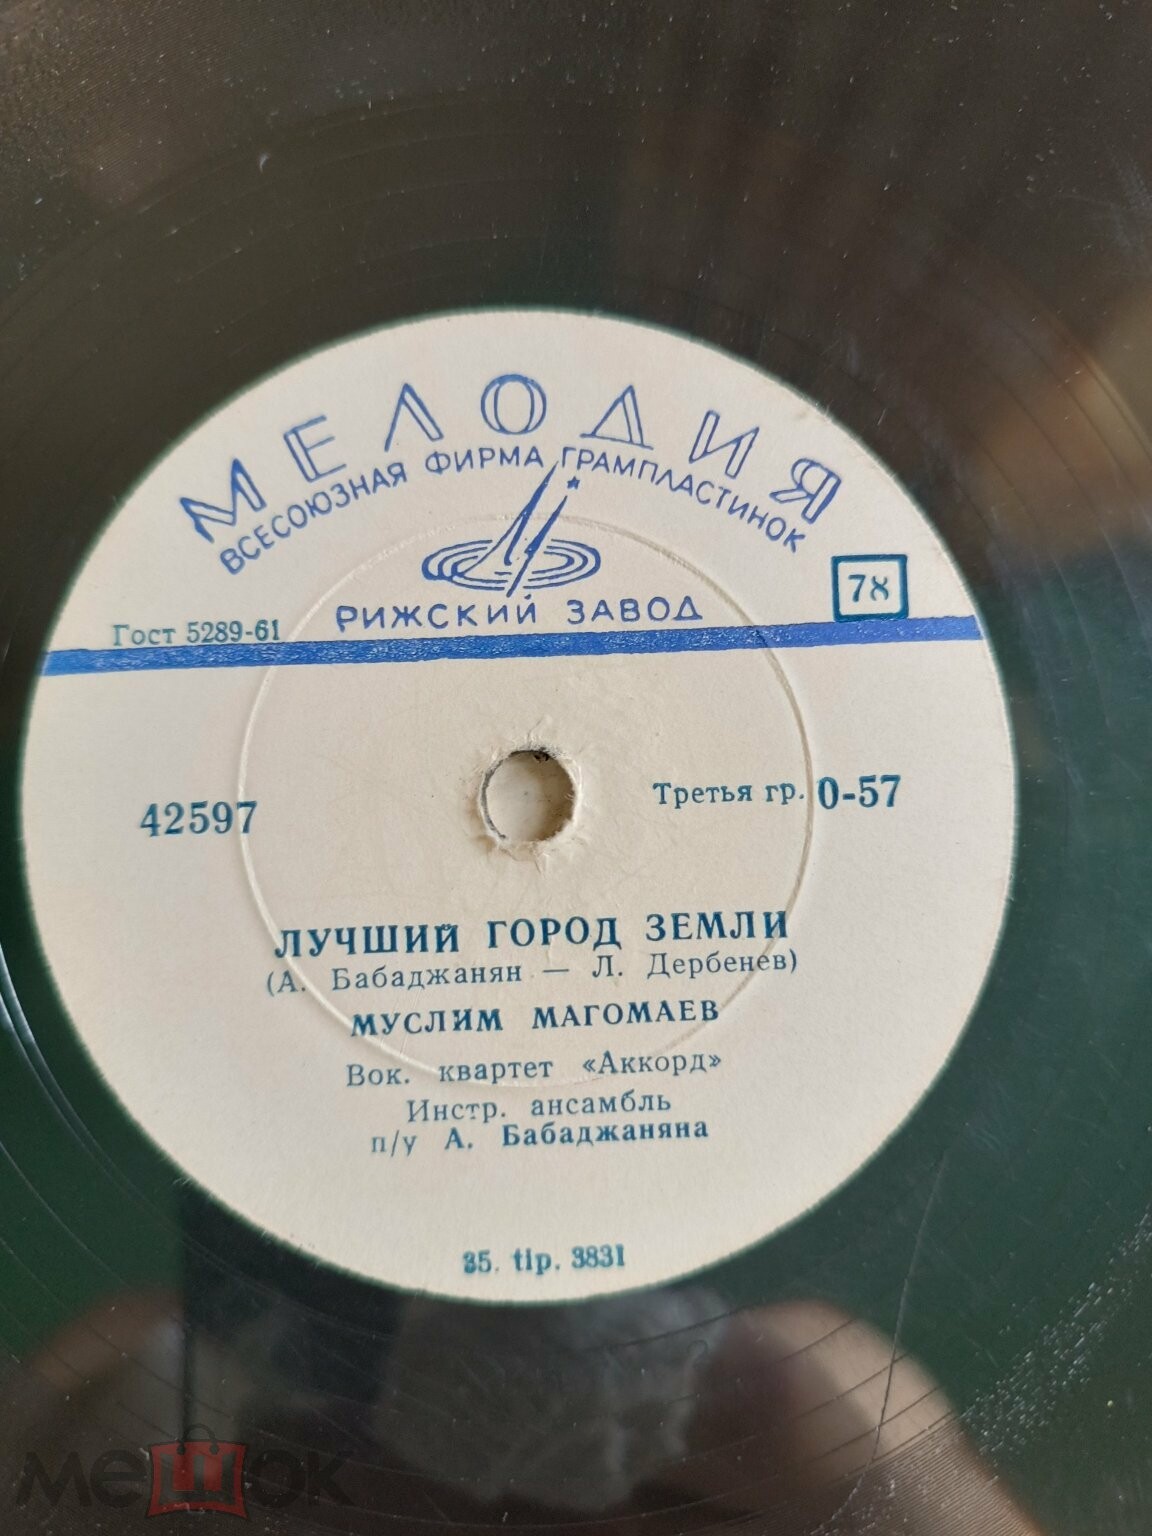 МЕЛОДИЯ
ВСЕСОЮЗНАЯ ФИРМА ГРАМПЛАСТИНОК
РИЖСКИЙ ЗАВОД
78
Гост 5289-61
42597
Третья гр. 0-57
ЛУЧШИЙ ГОРОД ЗЕМЛИ
(А. Бабаджанян — Л. Дербенев)
МУСЛИМ МАГОМАЕВ
Вок. квартет «Аккорд»
Инстр. ансамбль
п/у А. Бабаджаняна
35. tip. 3831
мешок